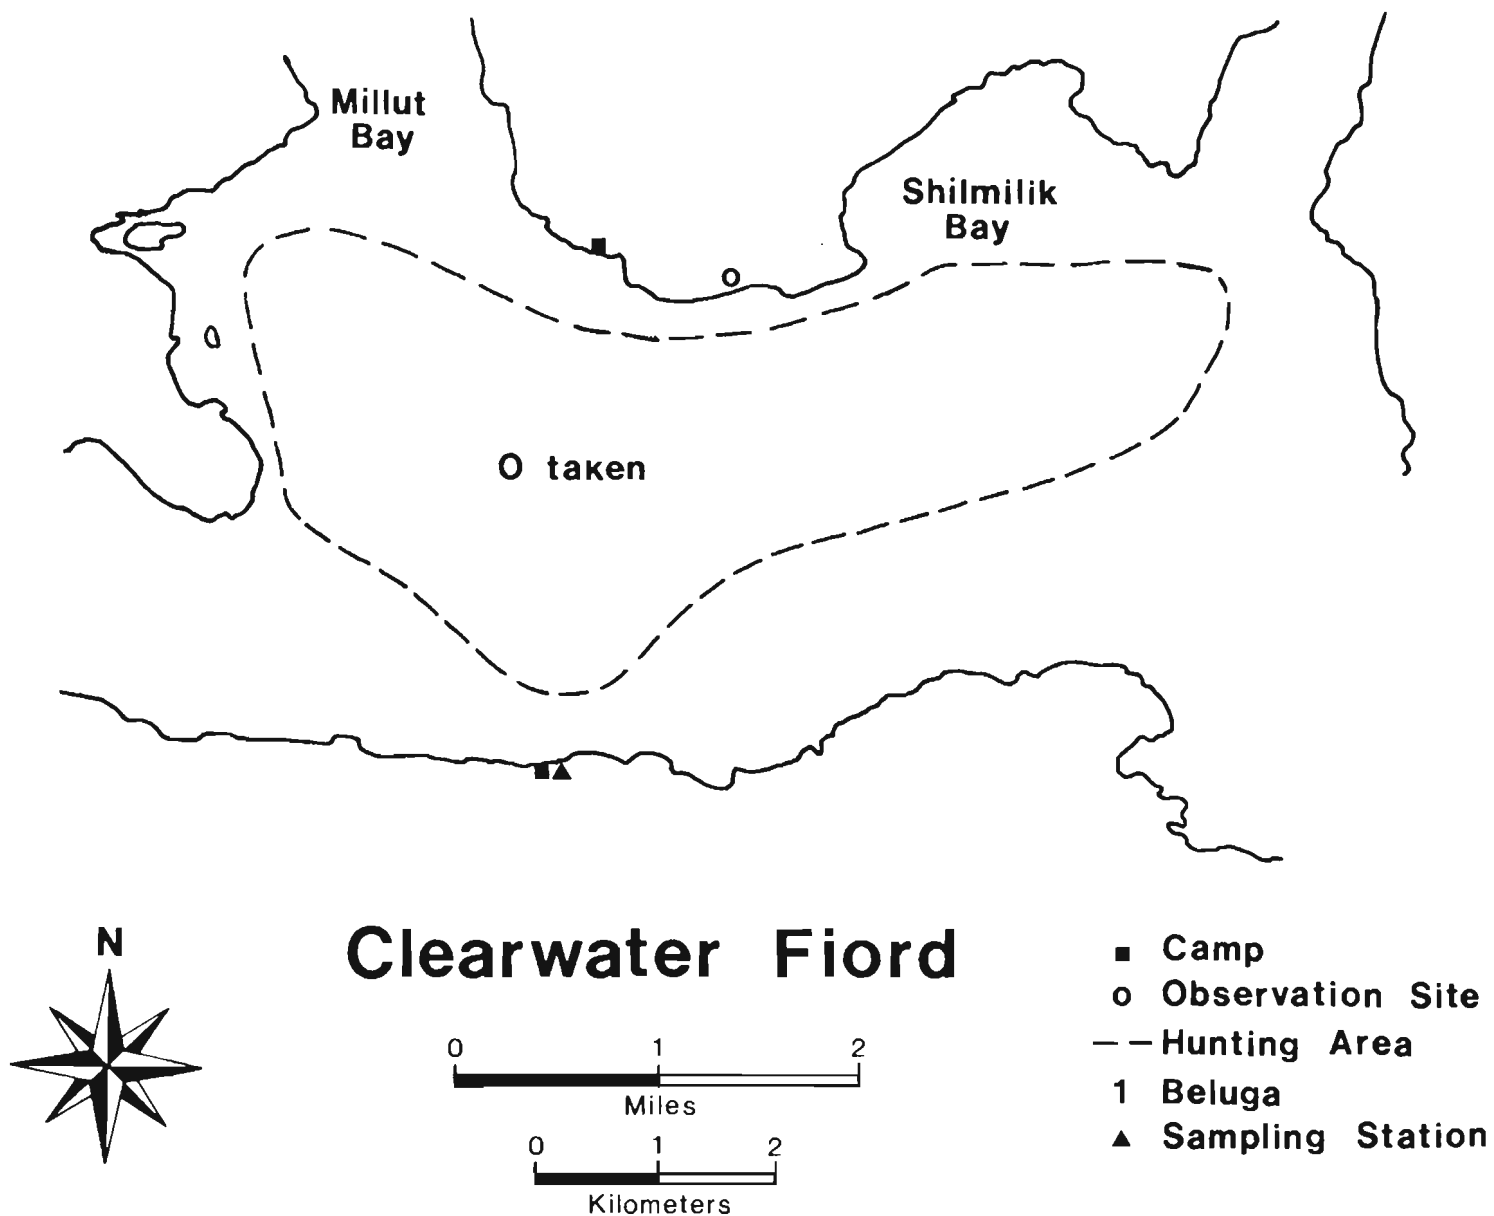 Millut
Bay
Shilmilik
Bay
O taken
N
Clearwater Fiord
0 1 2
Miles
0 1 2
Kilometers
Camp
Observation Site
Hunting Area
1 Beluga
Sampling Station